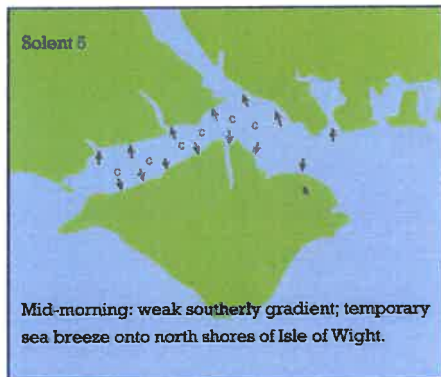 Solent 5
c
c
c
c
c
c
c
Mid-morning: weak southerly gradient; temporary
sea breeze onto north shores of Isle of Wight.